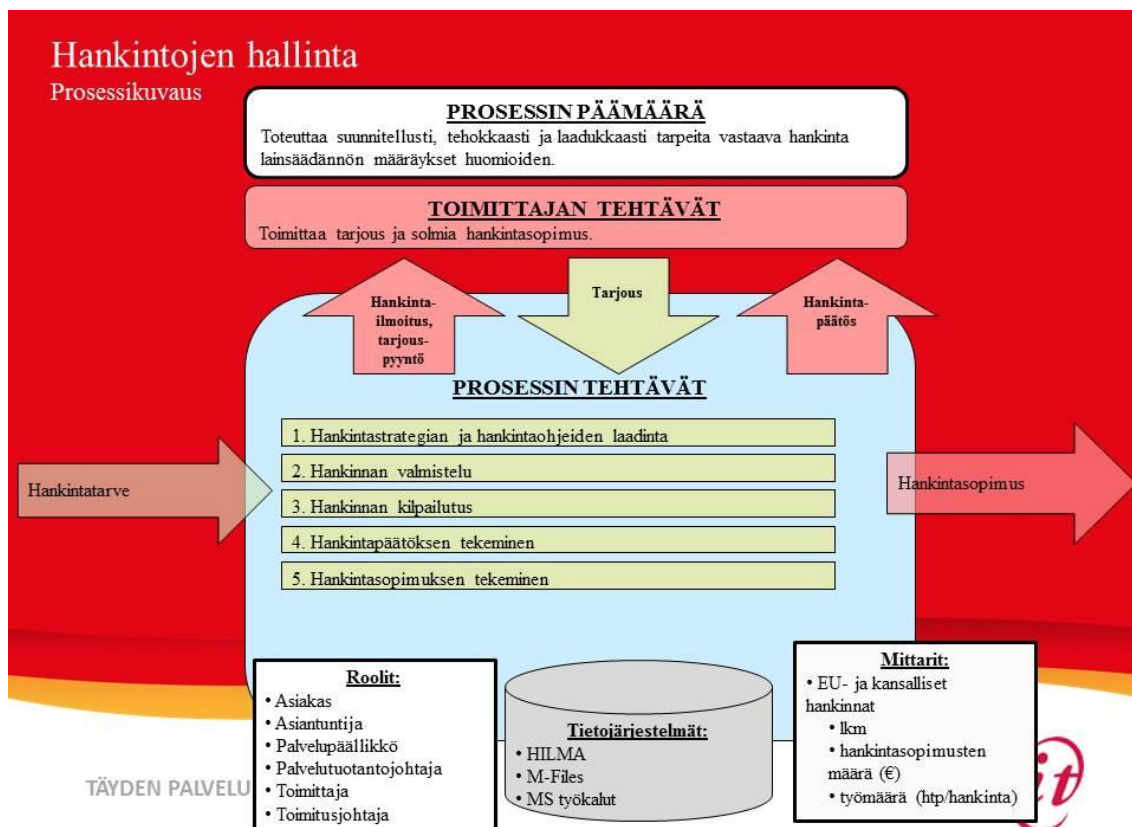 Hankintojen hallinta
Prosessikuvaus
PROSESSIN PÄÄMÄÄRÄ
Toteuttaa suunnitellusti, tehokkaasti ja laadukkaasti tarpeita vastaava hankinta
lainsäädännön määräykset huomioiden.
TOIMITTAJAN TEHTÄVÄT
Toimittaa tarjous ja solmia hankintasopimus.
Hankinta-
ilmoitus,
tarjous-
pyyntö
Tarjous
Hankinta-
päätös
PROSESSIN TEHTÄVÄT
1. Hankintastrategian ja hankintaohjeiden laadinta
2. Hankinnan valmistelu
3. Hankinnan kilpailutus
4. Hankintapäätöksen tekeminen
5. Hankintasopimuksen tekeminen
Hankintatarve
Hankintasopimus
Roolit:
• Asiakas
• Asiantuntija
• Palvelupäällikkö
• Palvelutuotantojohtaja
• Toimittaja
• Toimitusjohtaja
Tietojärjestelmät:
• HILMA
• M-Files
• MS työkalut
Mittarit:
• EU- ja kansalliset
hankinnat
• lkm
• hankintasopimusten
määrä (€)
• työmäärä (htp/hankinta)
TÄYDEN PALVELU
it